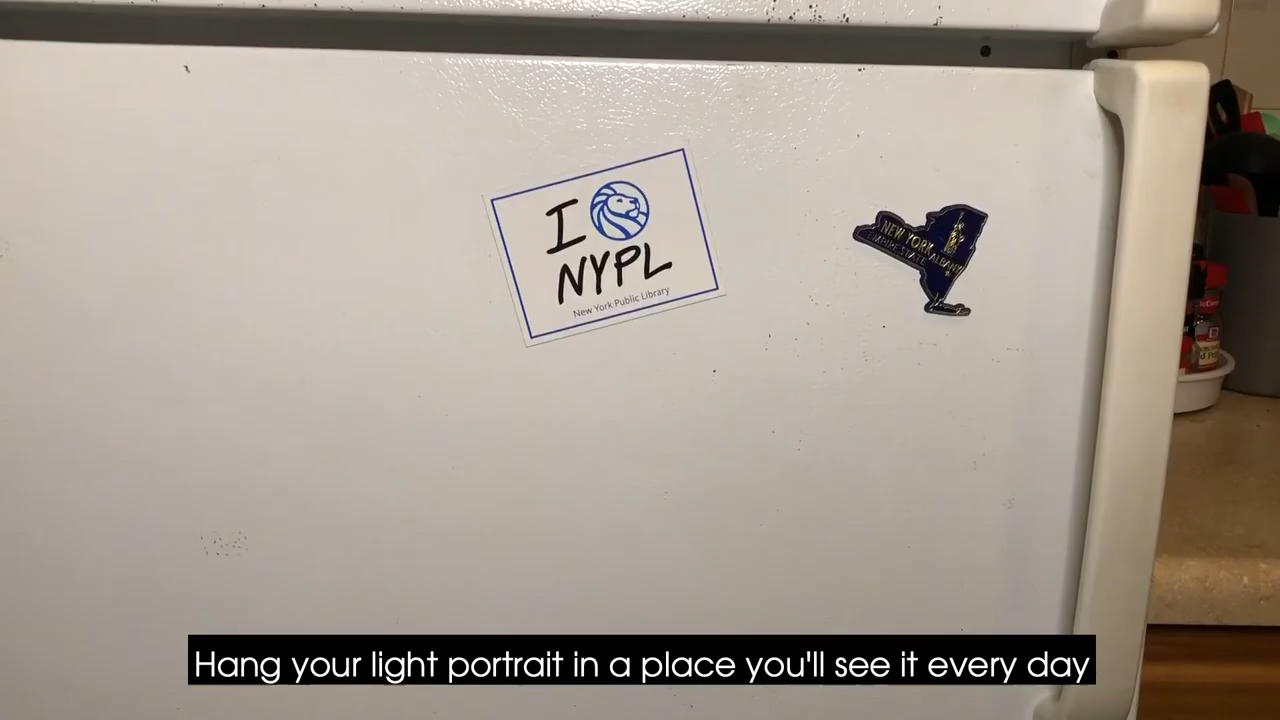 I
NYPL
New York Public Library
NEW YORK
EMPIRE STATE
ALBANY
Hang your light portrait in a place you'll see it every day